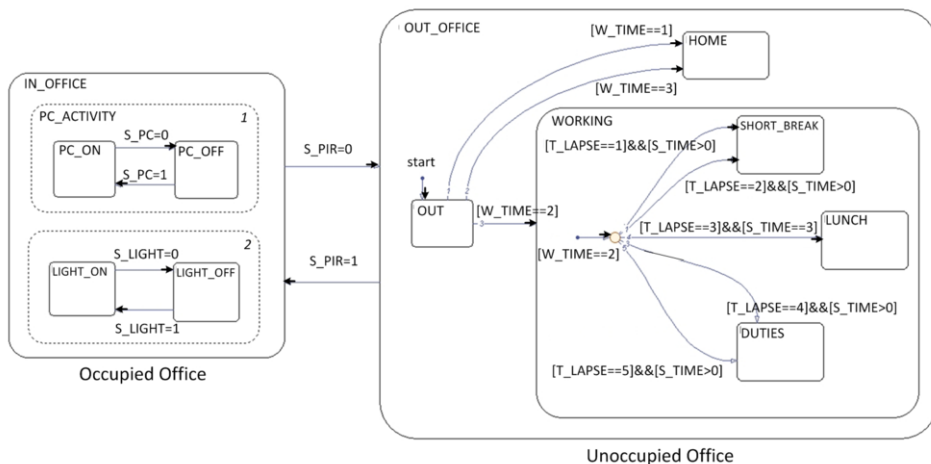 OUT_OFFICE
[W_TIME==1]
HOME
[W_TIME==3]
IN_OFFICE
PC_ACTIVITY
1
PC_ON
S_PC=0
PC_OFF
S_PC=1
2
LIGHT_ON
S_LIGHT=0
LIGHT_OFF
S_LIGHT=1
Occupied Office
S_PIR=0
S_PIR=1
start
OUT
1
2
3
[W_TIME==2]
WORKING
SHORT_BREAK
[T_LAPSE==1]&&[S_TIME>0]
[T_LAPSE==2]&&[S_TIME>0]
LUNCH
[T_LAPSE==3]&&[S_TIME==3]
[W_TIME==2]
[T_LAPSE==4]&&[S_TIME>0]
DUTIES
[T_LAPSE==5]&&[S_TIME>0]
Unoccupied Office